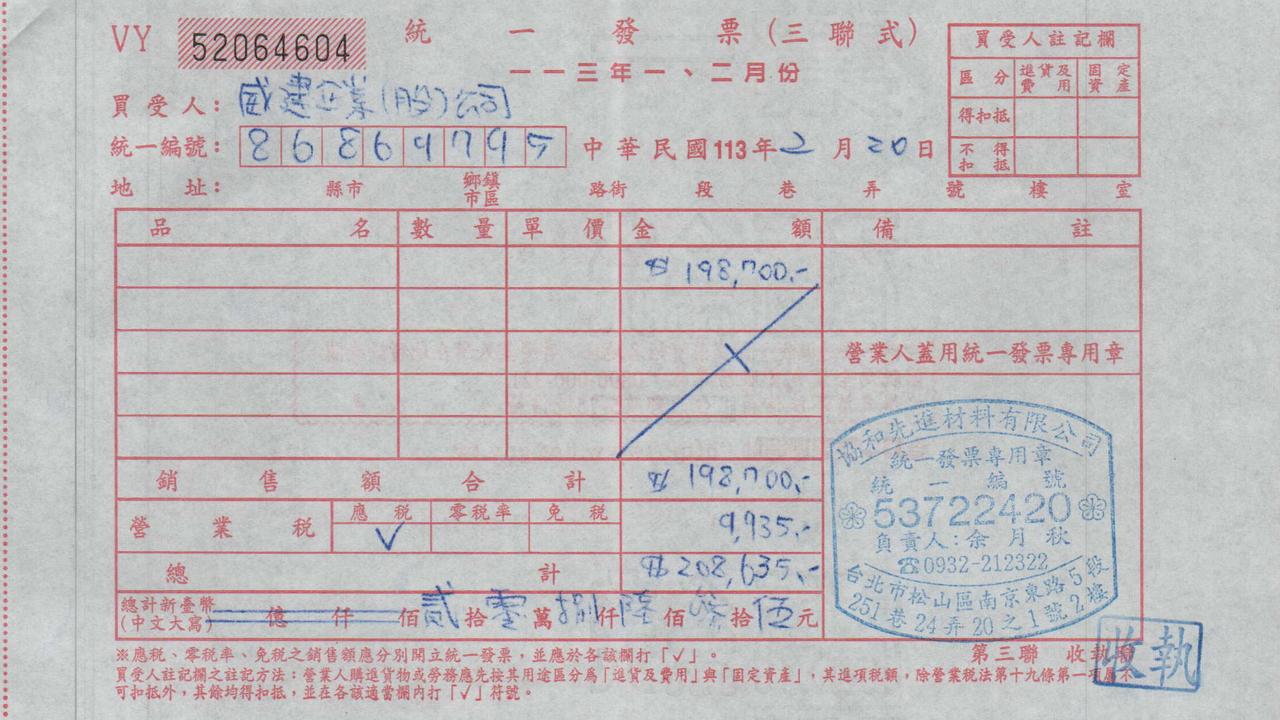 VY 52064604 統一發票(三聯式)
一一三年一、二月份
買受人: 威建企業(股)公司
統一編號: 86869795 中華民國113年2月20日
地址: 縣市 鄉鎮市區 路街 段 巷 弄 號 樓 室
買受人註記欄
區分 進貨及費用 固定資產
得扣抵
不得扣抵
品名 數量 單價 金額 備註
$ 198,700.-
營業人蓋用統一發票專用章
銷售額合計 $ 198,700.-
營業稅 應稅 零稅率 免稅 9,935.-
✓
總計 $ 208,635.-
總計新臺幣(中文大寫) 億 仟 佰貳拾零萬捌仟陸佰參拾伍元
協和先進材料有限公司
統一發票專用章
統一編號
53722420
負責人:余月秋
☎0932-212322
台北市松山區南京東路5段
251巷24弄20之1號2樓
※應稅、零稅率、免稅之銷售額應分別開立統一發票,並應於各該欄打「✓」。
第三聯 收執聯
收執
買受人註記欄之註記方法:營業人購進貨物或勞務應先按其用途區分為「進貨及費用」與「固定資產」,其進項稅額,除營業稅法第十九條第一項屬不
可扣抵外,其餘均得扣抵,並在各該適當欄內打「✓」符號。